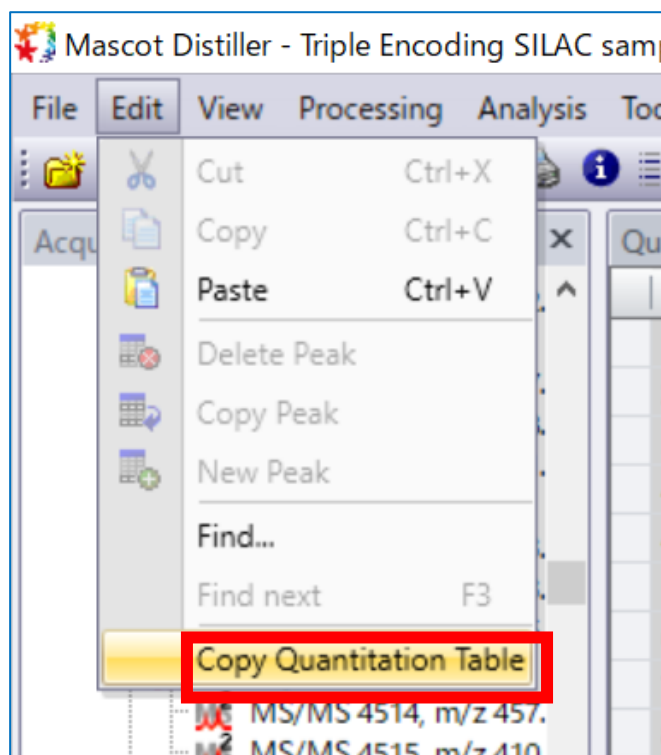 Mascot Distiller - Triple Encoding SILAC
File Edit View Processing Analysis
Cut Ctrl+X
Copy Ctrl+C
Paste Ctrl+V
Delete Peak
Copy Peak
New Peak
Find...
Find next F3
Copy Quantitation Table
MS/MS 4514, m/z 457.
MS/MS 4515, m/z 410